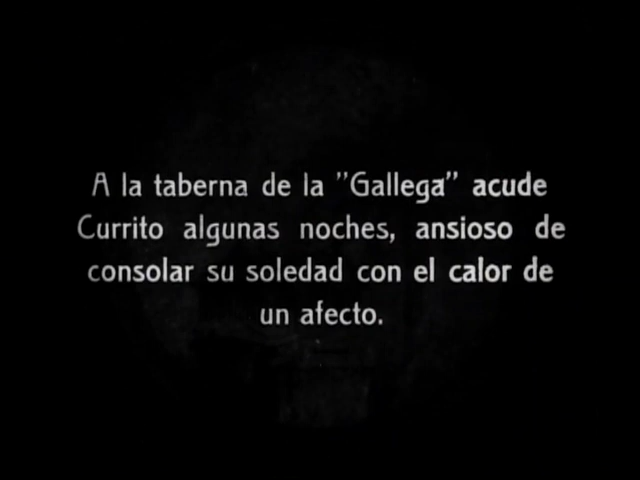 A la taberna de la "Gallega" acude
Currito algunas noches, ansioso de
consolar su soledad con el calor de
un afecto.